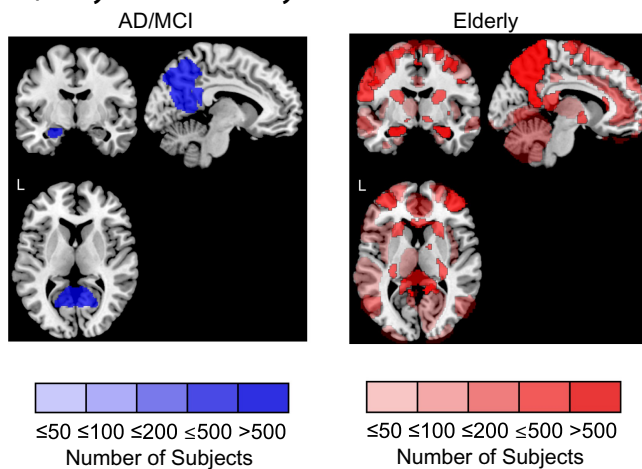 AD/MCI
Elderly
L
≤50 ≤100 ≤200 ≤500 >500
Number of Subjects
≤50 ≤100 ≤200 ≤500 >500
Number of Subjects